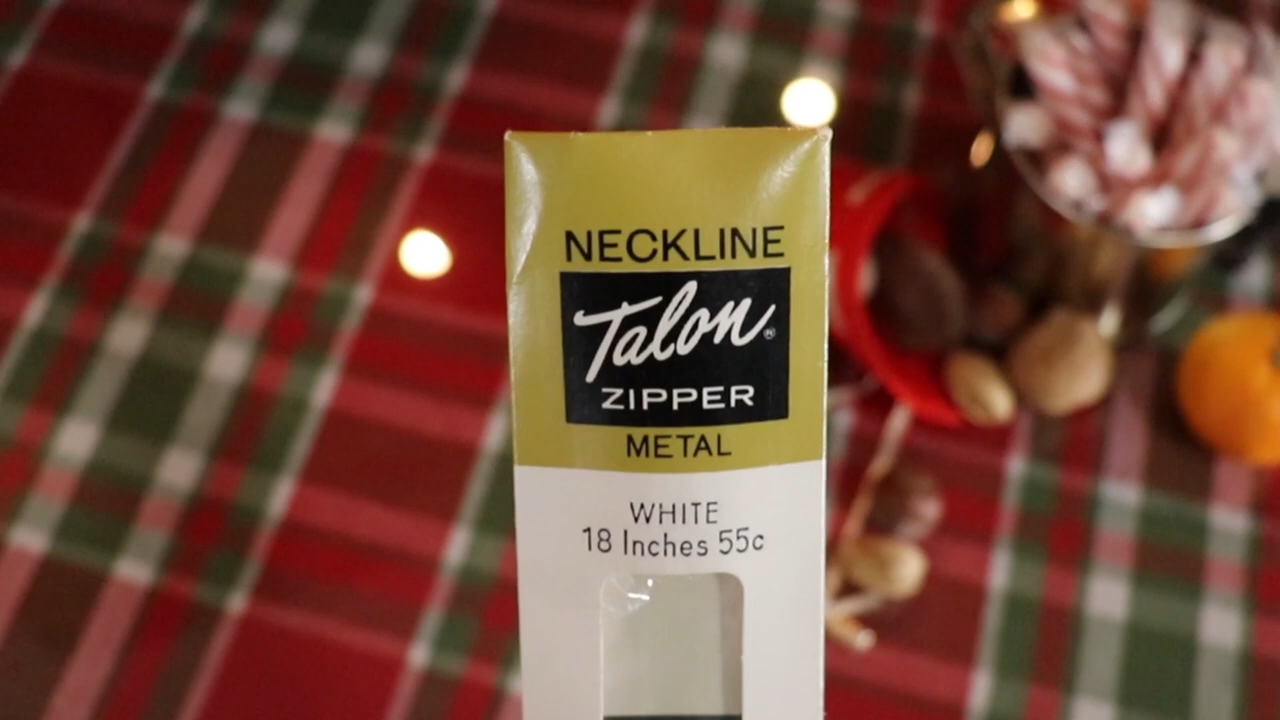 NECKLINE
Talon®
ZIPPER
METAL
WHITE
18 Inches 55c